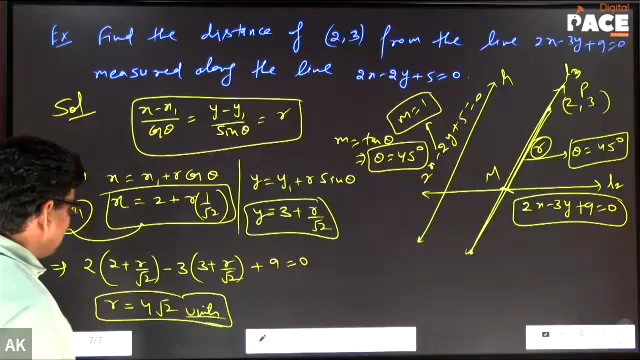 Digital
PACE
Ex Find the distance of (2,3) from the line 2x-3y+9=0
measured along the line 2x-2y+5=0.
Sol
(x-x₁)/cosθ = (y-y₁)/sinθ = r
x = x₁+r cosθ
x = 2 + r(1/√2)
y = y₁ + r sinθ
y = 3 + r/√2
⇒ 2(2+r/√2) - 3(3+r/√2) + 9 = 0
r = 4√2 units
m = tanθ
⇒ θ = 45°
m=1
2x-2y+5=0
P
(2,3)
r
θ = 45°
M
l₂
2x-3y+9=0
AK
7/7